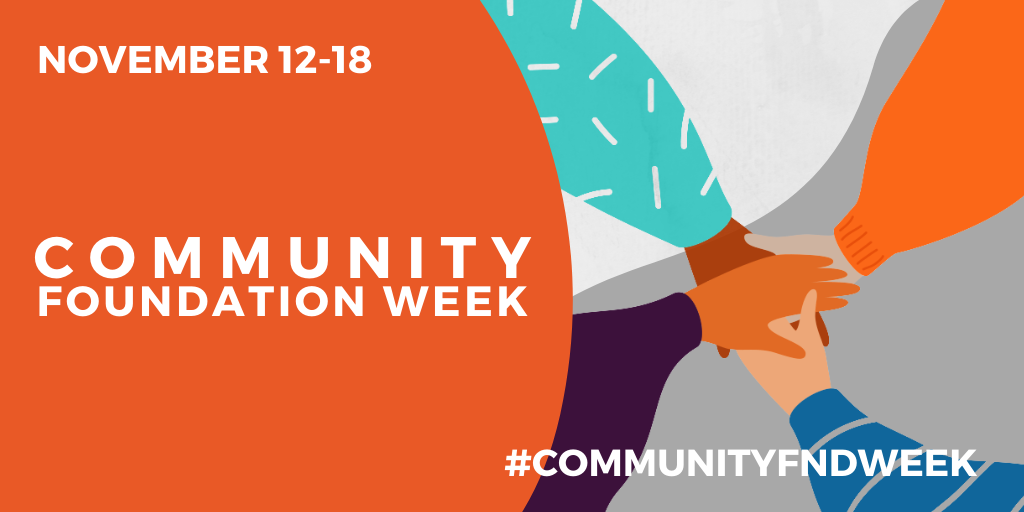 NOVEMBER 12-18
COMMUNITY
FOUNDATION WEEK
#COMMUNITYFNDWEEK